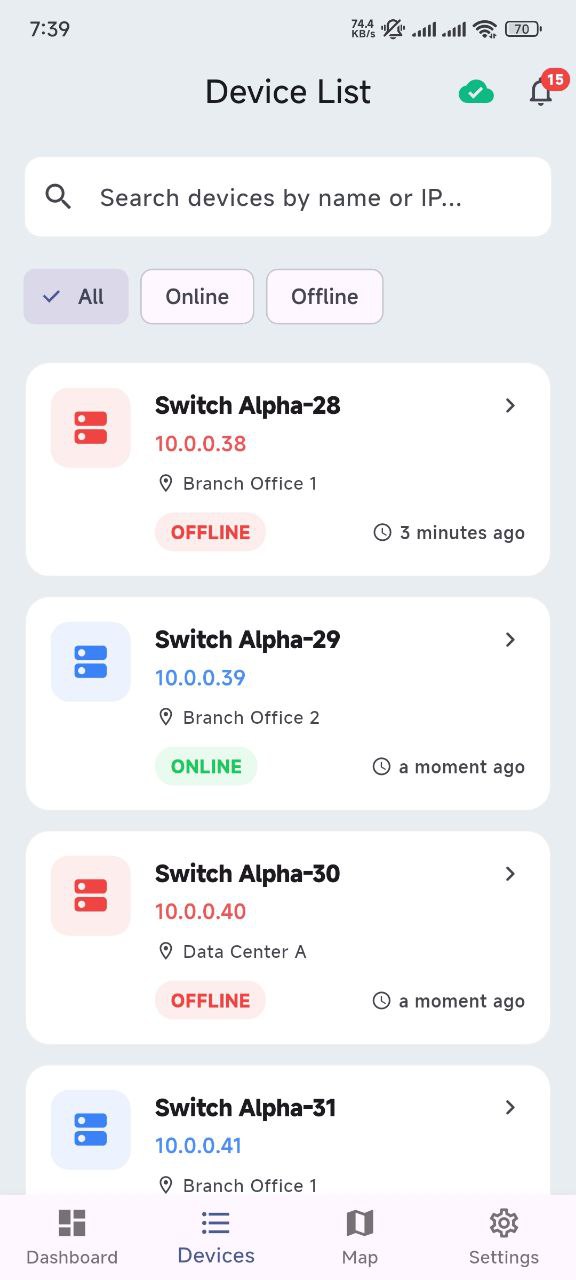 7:39
74.4
KB/s
70
Device List
15
Search devices by name or IP...
All
Online
Offline
Switch Alpha-28
10.0.0.38
Branch Office 1
OFFLINE
3 minutes ago
Switch Alpha-29
10.0.0.39
Branch Office 2
ONLINE
a moment ago
Switch Alpha-30
10.0.0.40
Data Center A
OFFLINE
a moment ago
Switch Alpha-31
10.0.0.41
Branch Office 1
Dashboard
Devices
Map
Settings